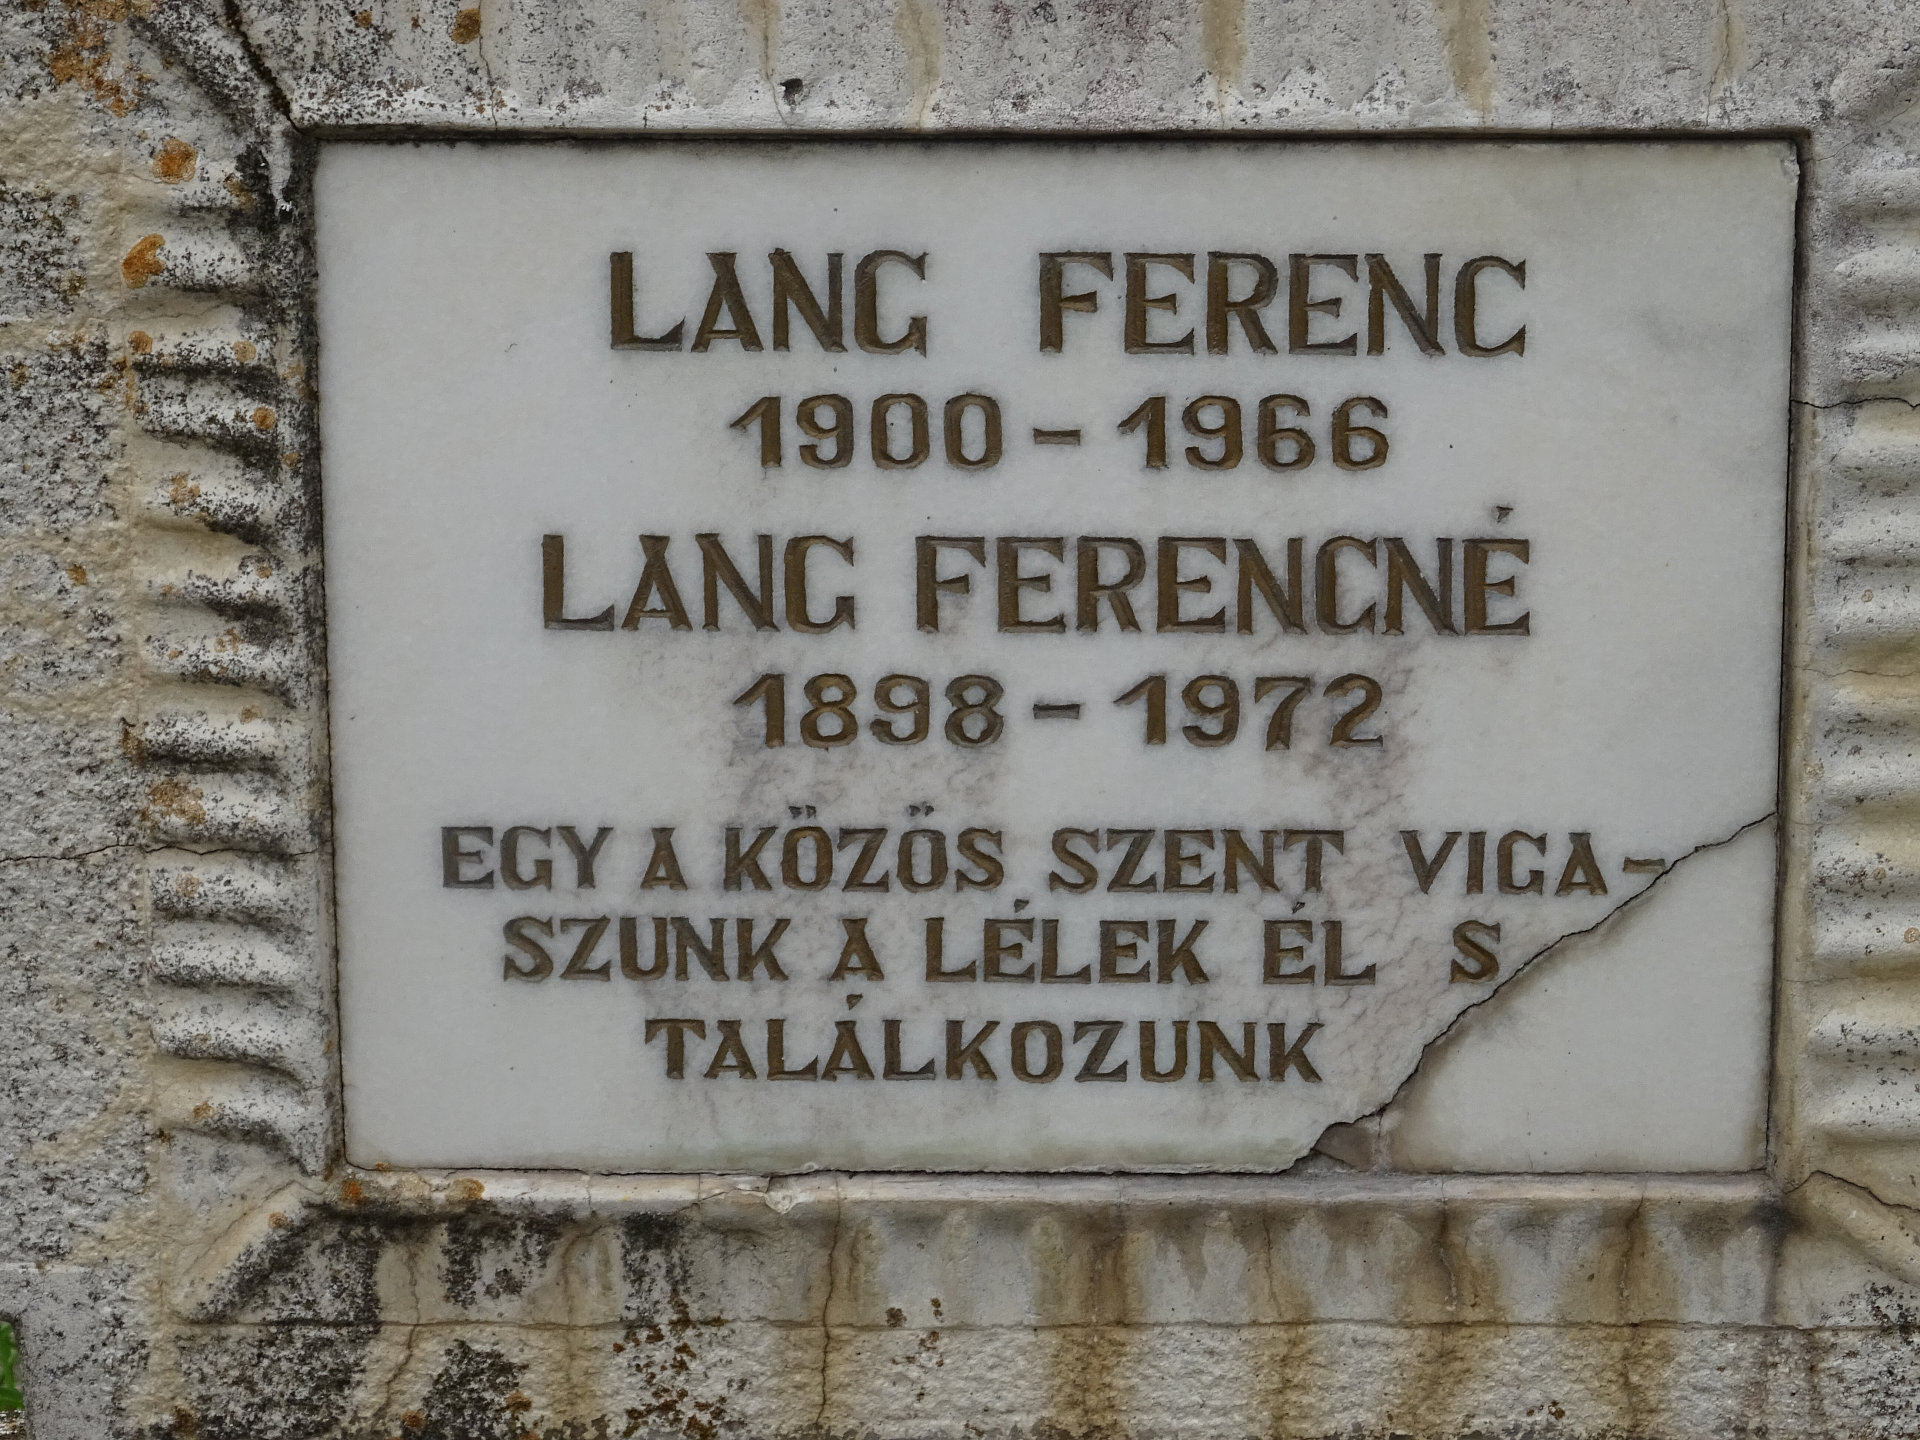 LANG FERENC
1900 - 1966
LANG FERENCNÉ
1898 - 1972
EGY A KÖZÖS SZENT VIGA-
SZUNK A LÉLEK ÉL S
TALÁLKOZUNK